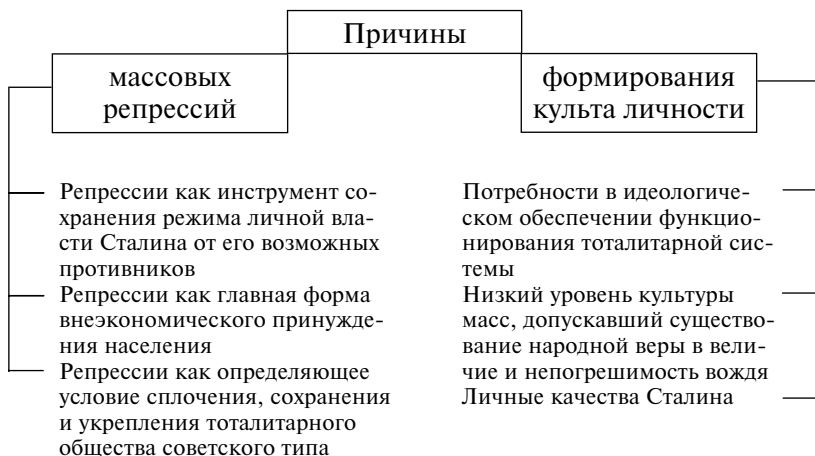 Причины
массовых
репрессий
формирования
культа личности
Репрессии как инструмент со-
хранения режима личной вла-
сти Сталина от его возможных
противников
Репрессии как главная форма
внеэкономического принужде-
ния населения
Репрессии как определяющее
условие сплочения, сохранения
и укрепления тоталитарного
общества советского типа
Потребности в идеологиче-
ском обеспечении функцио-
нирования тоталитарной сис-
темы
Низкий уровень культуры
масс, допускавший существо-
вание народной веры в вели-
чие и непогрешимость вождя
Личные качества Сталина